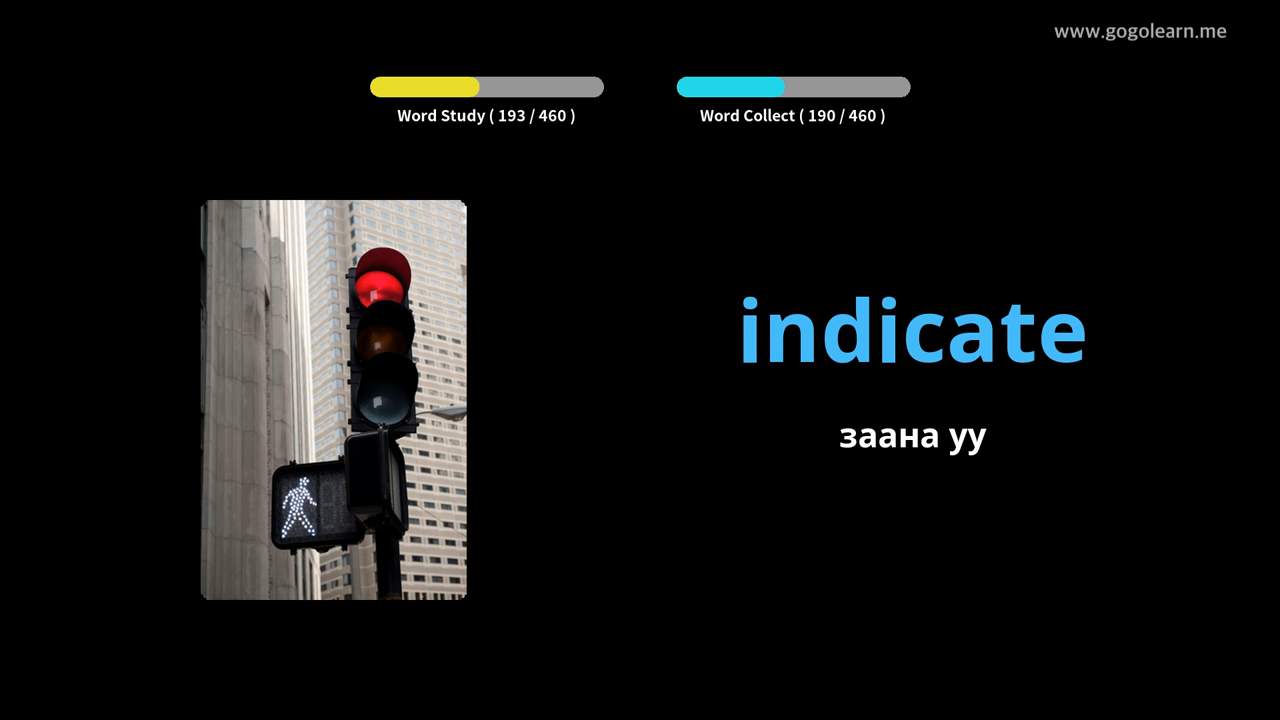 www.gogolearn.me
Word Study ( 193 / 460 )
Word Collect ( 190 / 460 )
indicate
заана уу